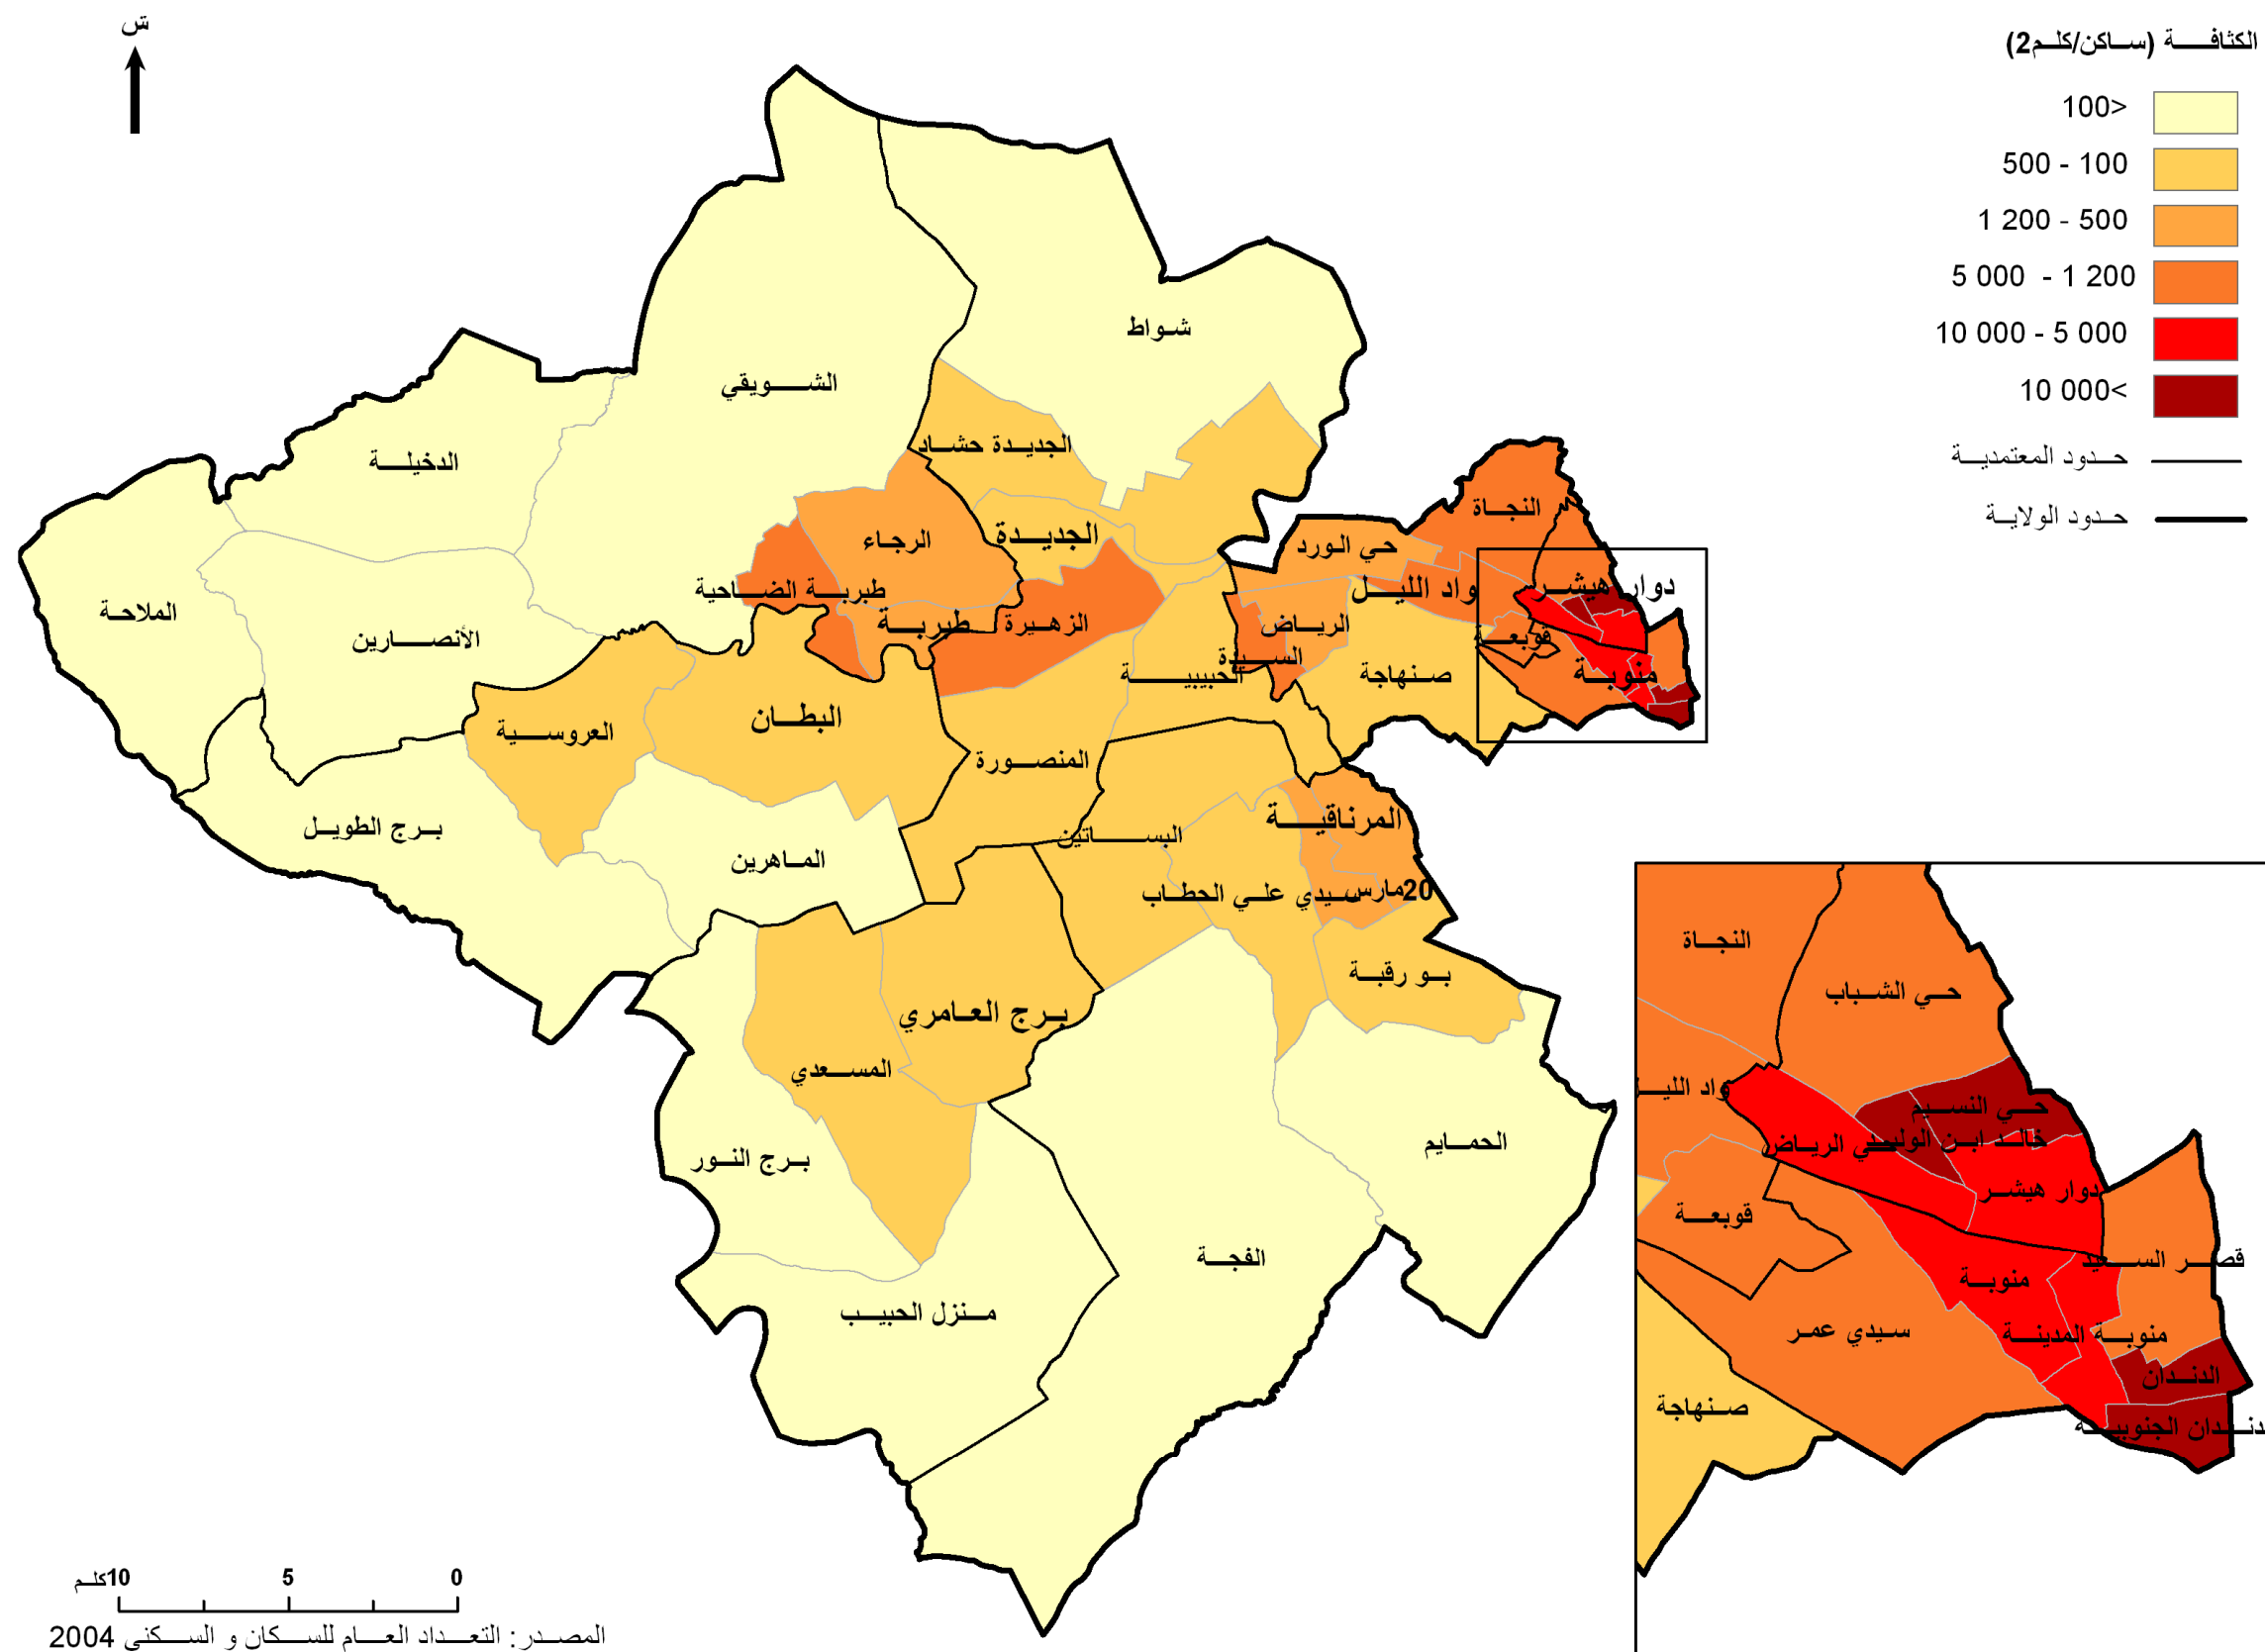 ش
الكثافة (ساكن/كلم2)
100>
500 - 100
1 200 - 500
5 000 - 1 200
10 000 - 5 000
10 000<
حدود المعتمدية
حدود الولاية
شواط
الشويقي
الجديدة حشاد
الدخيلة
النجاة
الجديدة
الرجاء
حي الورد
دوار هيشر
واد الليل
طبربة الضاحية
الملاحة
الأنصارين
طبربة
الزهيرة
الرياض
قوبعة
السيدة
الحبيبية
صنهاجة
منوبة
العروسية
البطان
المنصورة
برج الطويل
الماهرين
البساتين
المرناقية
سيدي علي الحطاب
20مارس
بو رقبة
برج العامري
المسعدي
برج النور
الحمايم
الفجة
منزل الحبيب
النجاة
حي الشباب
واد الليل
حي النسيم
خالد ابن الوليد
حي الرياض
دوار هيشر
قوبعة
قصر السعيد
منوبة
سيدي عمر
منوبة المدينة
الدندان
صنهاجة
دندان الجنوبية
10كلم
5
0
المصدر: التعداد العام للسكان و السكنى 2004